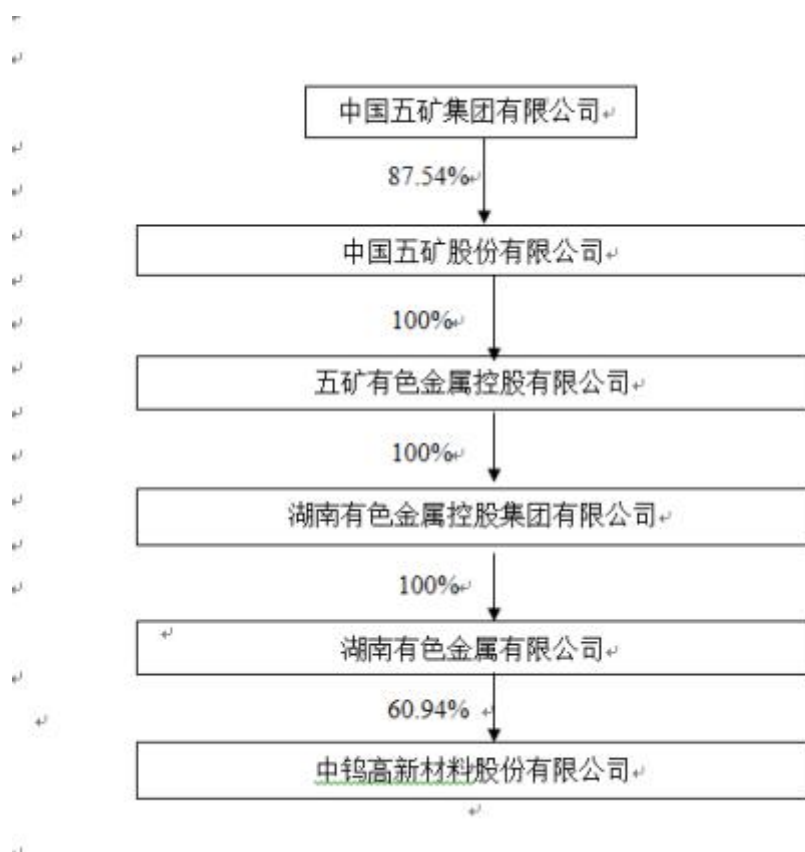 中国五矿集团有限公司
87.54%
中国五矿股份有限公司
100%
五矿有色金属控股有限公司
100%
湖南有色金属控股集团有限公司
100%
湖南有色金属有限公司
60.94%
中钨高新材料股份有限公司